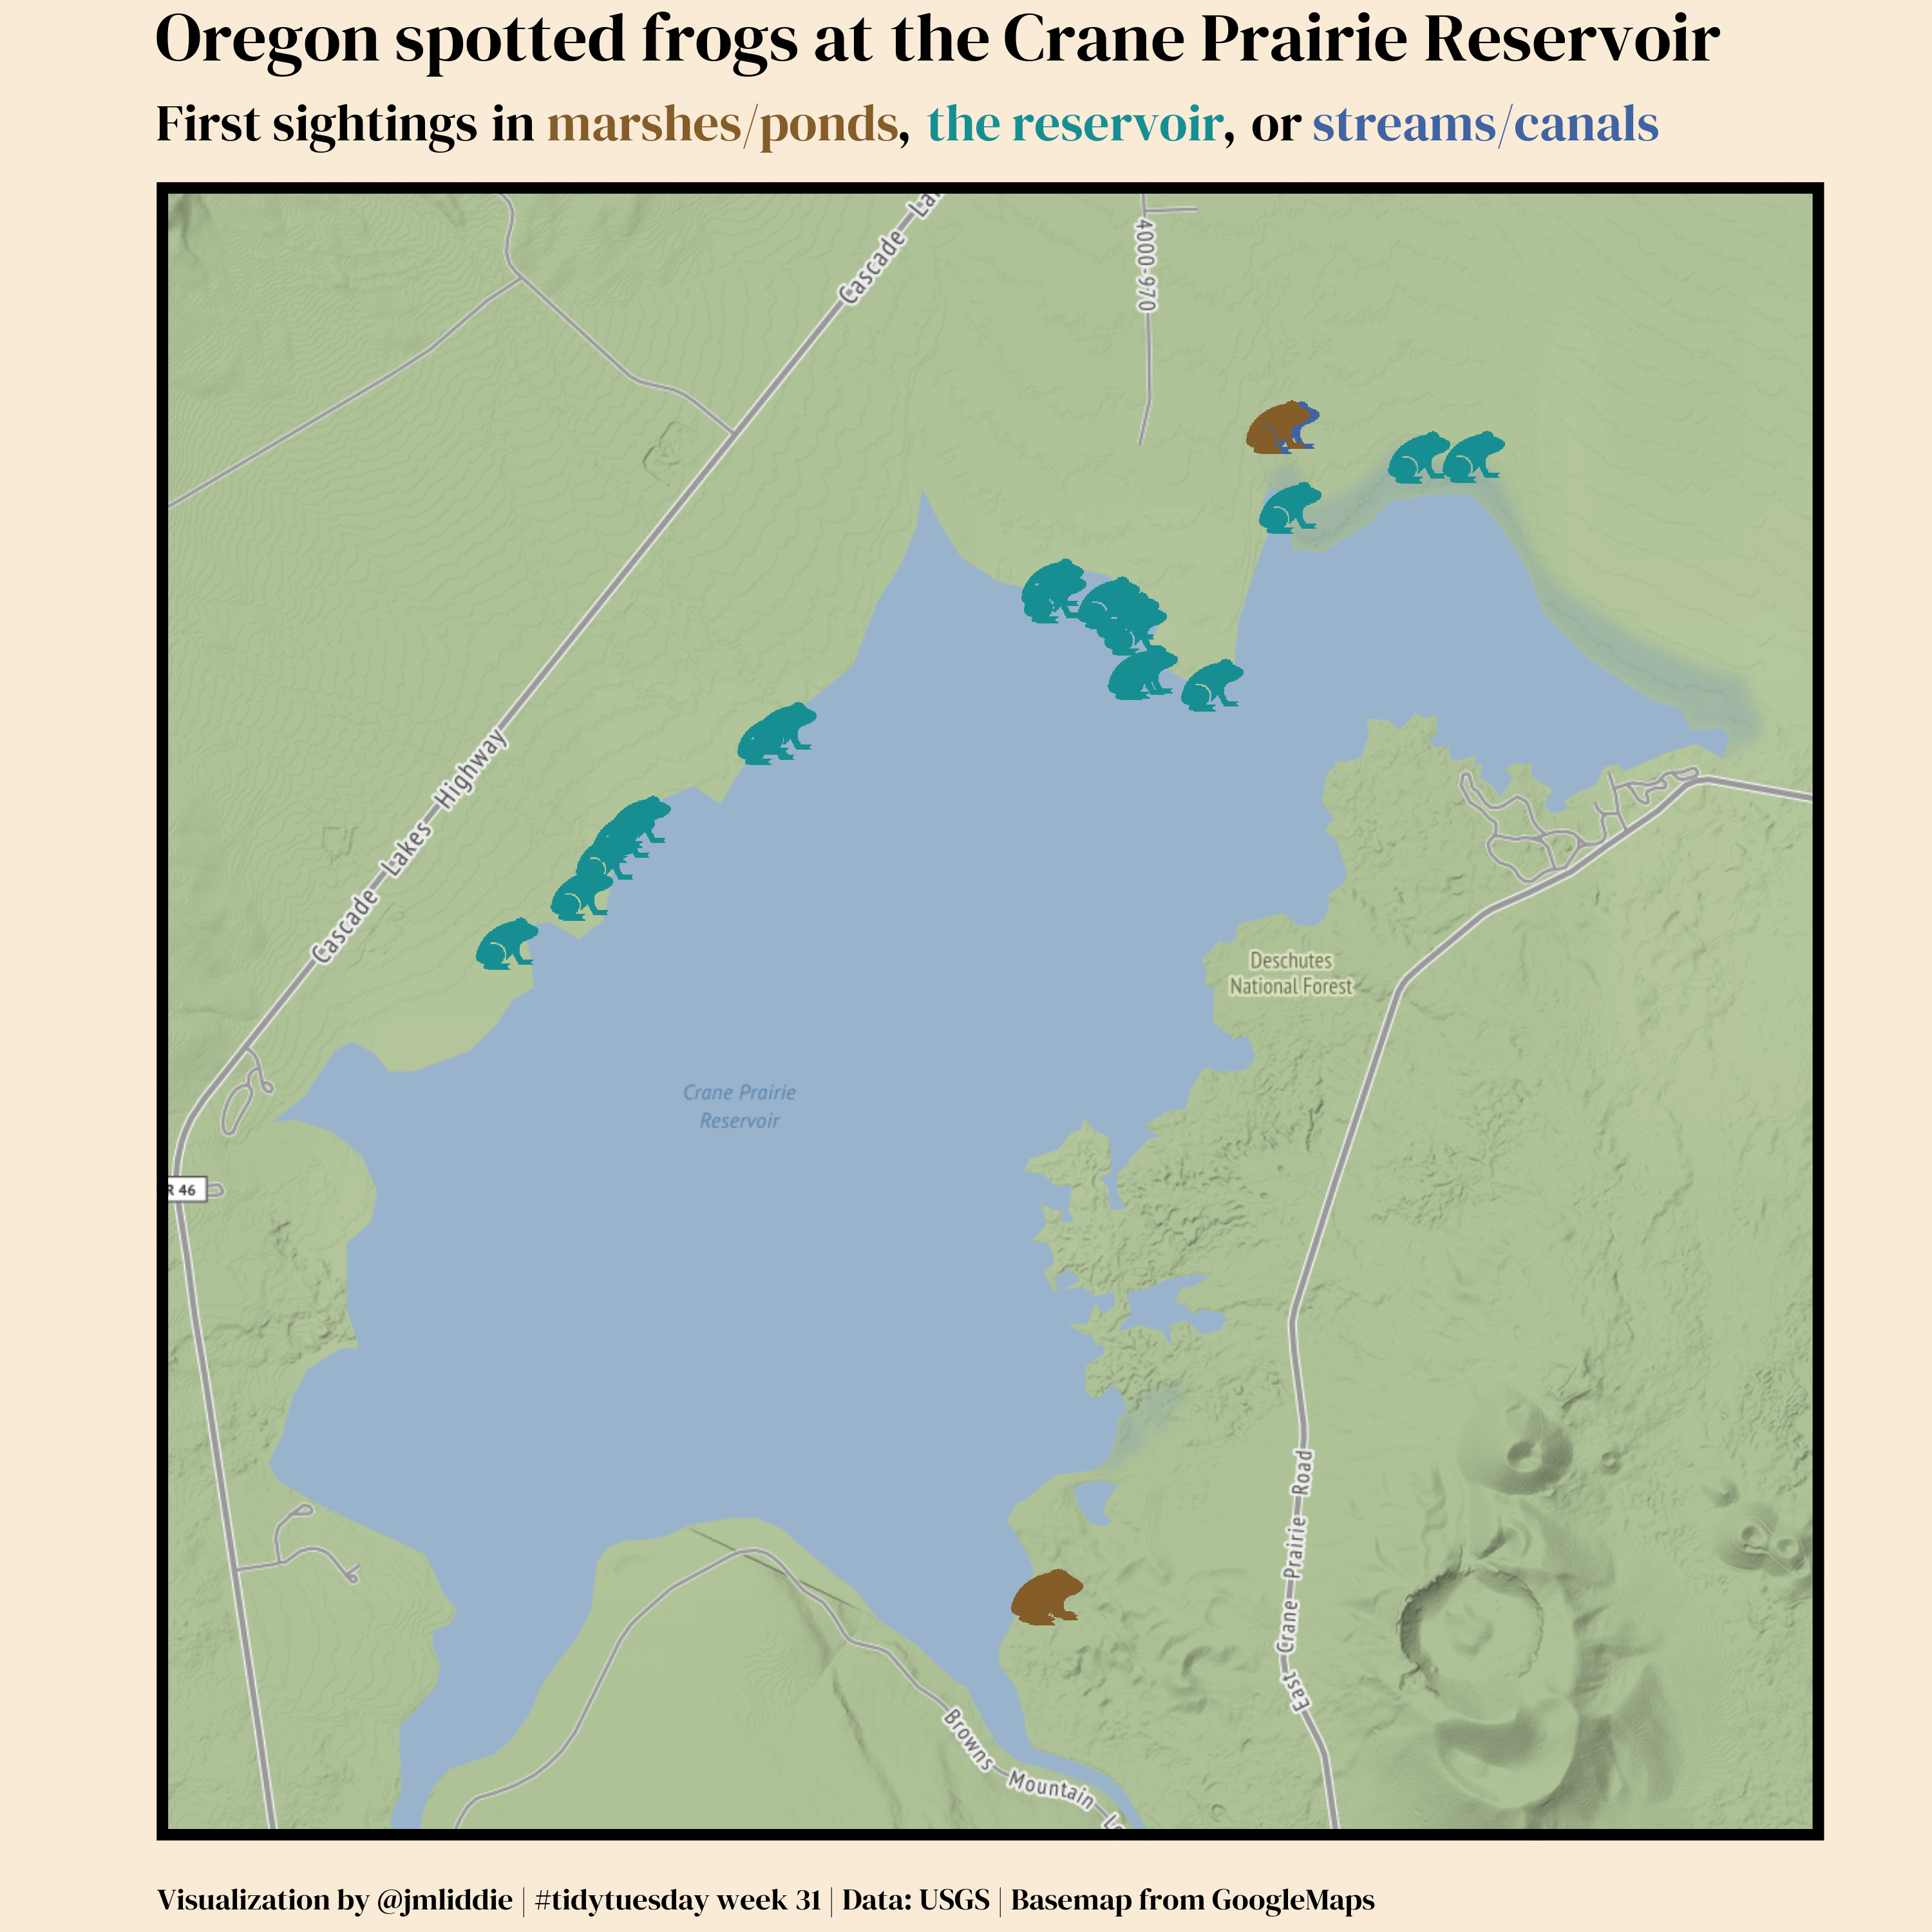 Oregon spotted frogs at the Crane Prairie Reservoir
First sightings in marshes/ponds, the reservoir, or streams/canals
Cascade
4000-970
Cascade Lakes Highway
Deschutes
National Forest
Crane Prairie
Reservoir
R 46
East Crane Prairie Road
Browns Mountain
Visualization by @jmliddie | #tidytuesday week 31 | Data: USGS | Basemap from GoogleMaps